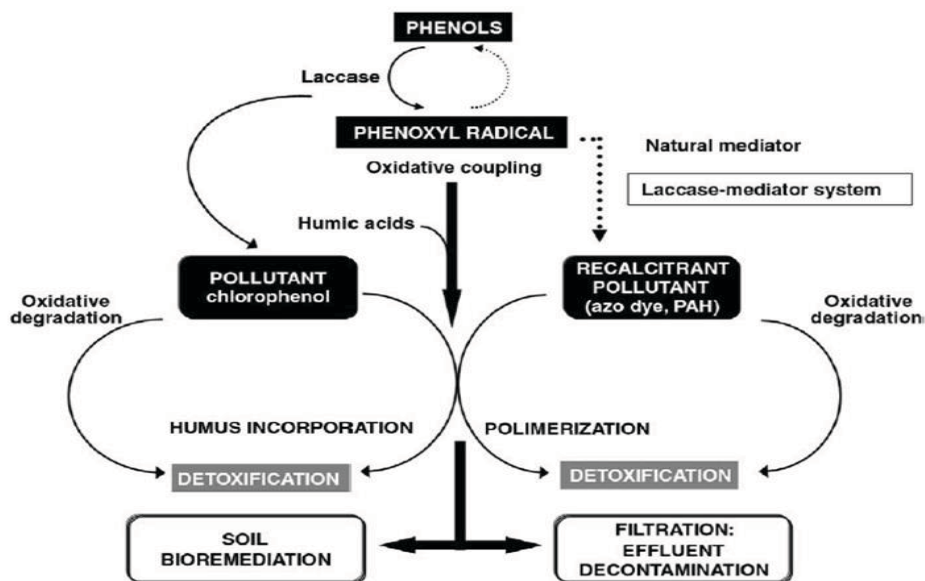 PHENOLS
Laccase
PHENOXYL RADICAL
Oxidative coupling
Natural mediator
Laccase-mediator system
Humic acids
POLLUTANT
chlorophenol
RECALCITRANT
POLLUTANT
(azo dye, PAH)
Oxidative
degradation
Oxidative
degradation
HUMUS INCORPORATION
POLIMERIZATION
DETOXIFICATION
DETOXIFICATION
SOIL
BIOREMEDIATION
FILTRATION:
EFFLUENT
DECONTAMINATION